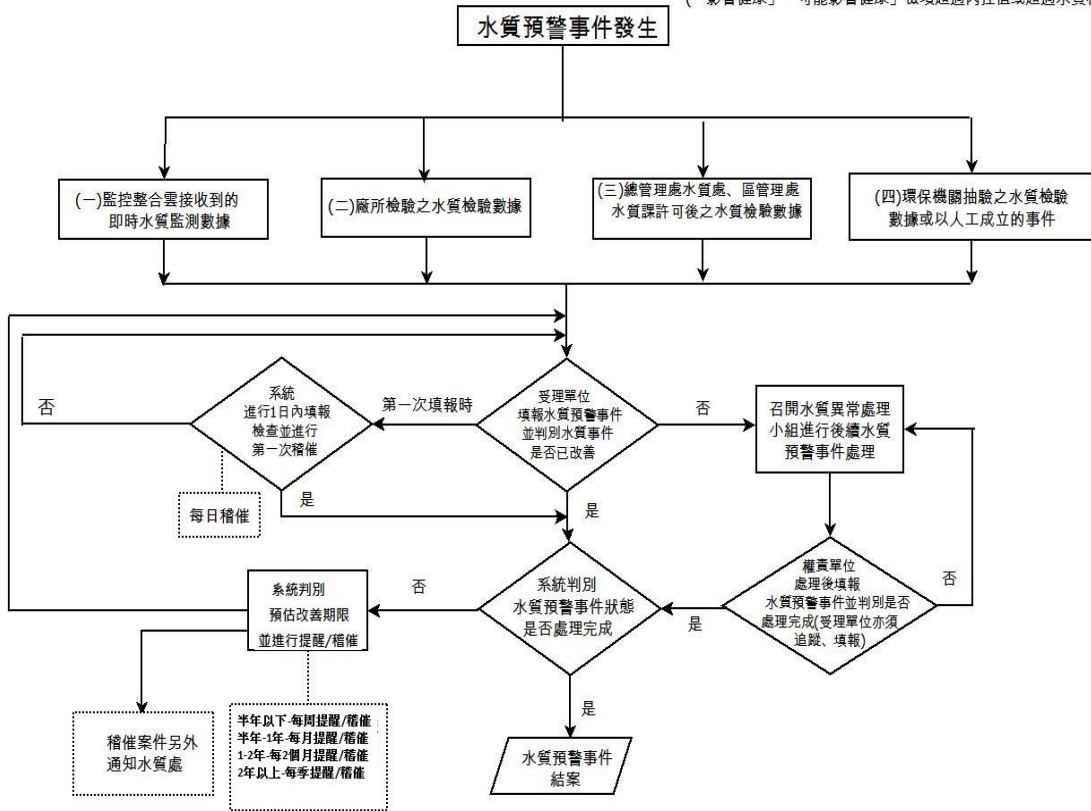 水質預警事件發生
(一)監控整合雲接收到的
即時水質監測數據
(二)廠所檢驗之水質檢驗數據
(三)總管理處水質處、區管理處
水質課許可後之水質檢驗數據
(四)環保機關抽驗之水質檢驗
數據或以人工成立的事件
否
系統
進行1日內填報
檢查並進行
第一次稽催
第一次填報時
受理單位
填報水質預警事件
並判別水質事件
是否已改善
否
召開水質異常處理
小組進行後續水質
預警事件處理
每日稽催
是
是
系統判別
預估改善期限
並進行提醒/稽催
否
系統判別
水質預警事件狀態
是否處理完成
是
權責單位
處理後填報
水質預警事件並判別是否
處理完成(受理單位亦須
追蹤、填報)
否
稽催案件另外
通知水質處
半年以下-每周提醒/稽催
半年-1年-每月提醒/稽催
1-2年-每2個月提醒/稽催
2年以上-每季提醒/稽催
是
水質預警事件
結案